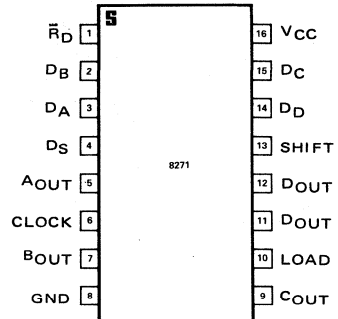 S
R̅D 1 16 VCC
DB 2 15 DC
DA 3 14 DD
DS 4 13 SHIFT
8271
AOUT 5 12 DOUT
CLOCK 6 11 DOUT
BOUT 7 10 LOAD
GND 8 9 COUT